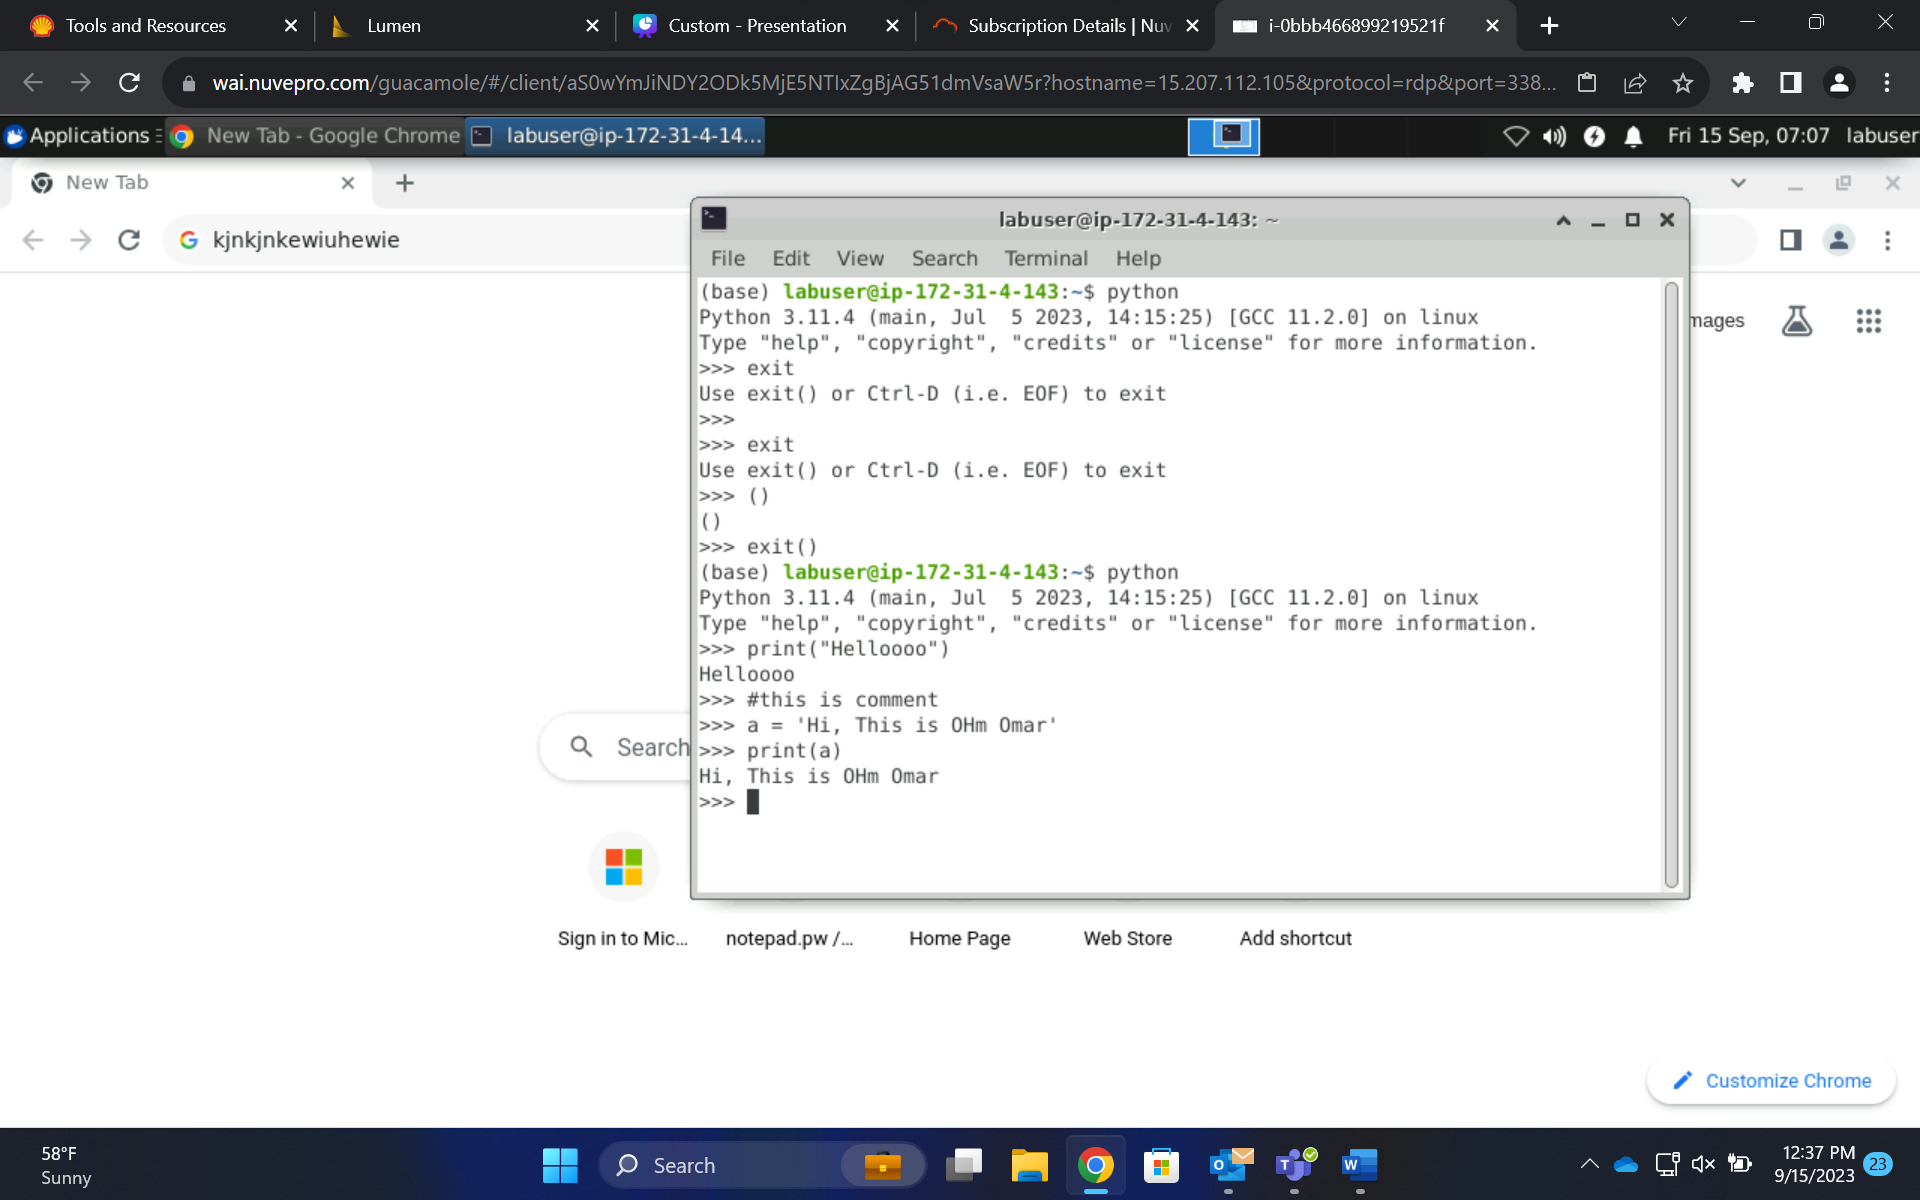 Tools and Resources
Lumen
Custom - Presentation
Subscription Details | Nuv
i-0bbb466899219521f
wai.nuvepro.com/guacamole/#/client/aS0wYmJiNDY2ODk5MjE5NTIxZgBjAG51dmVsaW5r?hostname=15.207.112.105&protocol=rdp&port=338...
Applications
New Tab - Google Chrome
labuser@ip-172-31-4-14...
Fri 15 Sep, 07:07
labuser
New Tab
kjnkjnkewiuhewie
mages
labuser@ip-172-31-4-143: ~
File Edit View Search Terminal Help
(base) labuser@ip-172-31-4-143:~$ python
Python 3.11.4 (main, Jul  5 2023, 14:15:25) [GCC 11.2.0] on linux
Type "help", "copyright", "credits" or "license" for more information.
>>> exit
Use exit() or Ctrl-D (i.e. EOF) to exit
>>>
>>> exit
Use exit() or Ctrl-D (i.e. EOF) to exit
>>> ()
()
>>> exit()
(base) labuser@ip-172-31-4-143:~$ python
Python 3.11.4 (main, Jul  5 2023, 14:15:25) [GCC 11.2.0] on linux
Type "help", "copyright", "credits" or "license" for more information.
>>> print("Helloooo")
Helloooo
>>> #this is comment
>>> a = 'Hi, This is OHm Omar'
>>> print(a)
Hi, This is OHm Omar
>>>
Search
Sign in to Mic...
notepad.pw /...
Home Page
Web Store
Add shortcut
Customize Chrome
58°F
Sunny
Search
12:37 PM
9/15/2023
23